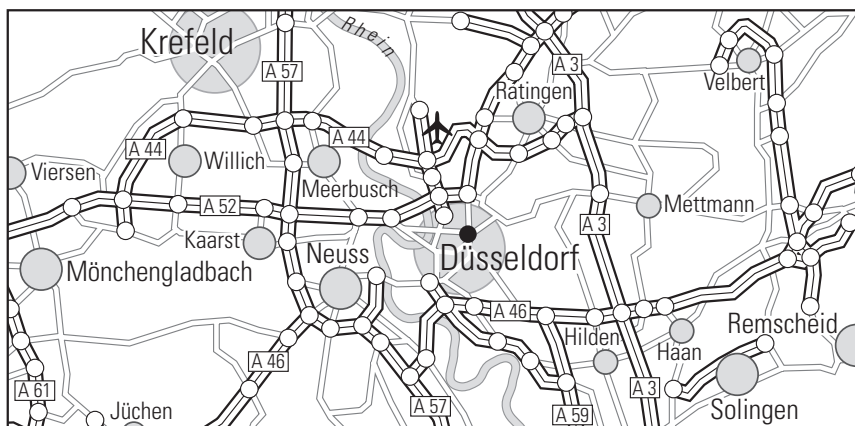 Krefeld
Rhein
A 57
A 3
Velbert
Ratingen
A 44
A 44
Viersen
Willich
Meerbusch
A 52
Mettmann
Kaarst
A 3
Mönchengladbach
Neuss
Düsseldorf
A 46
Hilden
Haan
Remscheid
A 46
A 61
A 57
A 59
A 3
Solingen
Jüchen